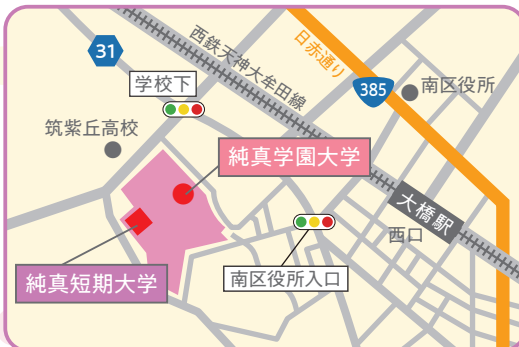 31
西鉄天神大牟田線
日赤通り
385
学校下
南区役所
筑紫丘高校
純真学園大学
大橋駅
西口
純真短期大学
南区役所入口